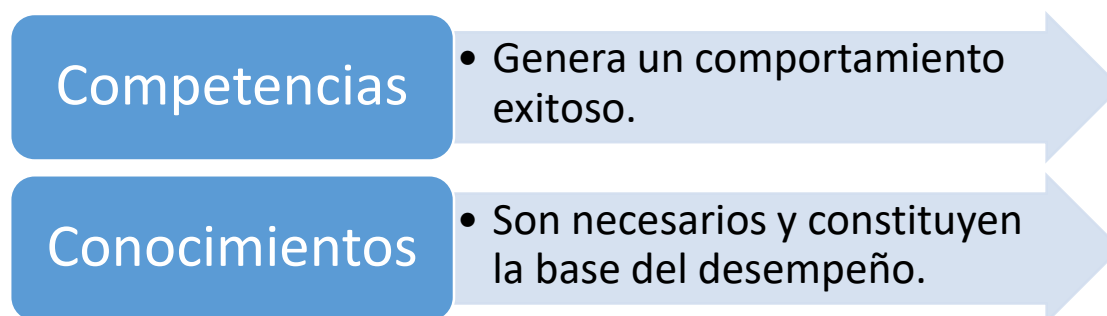 Competencias
• Genera un comportamiento
exitoso.
Conocimientos
• Son necesarios y constituyen
la base del desempeño.